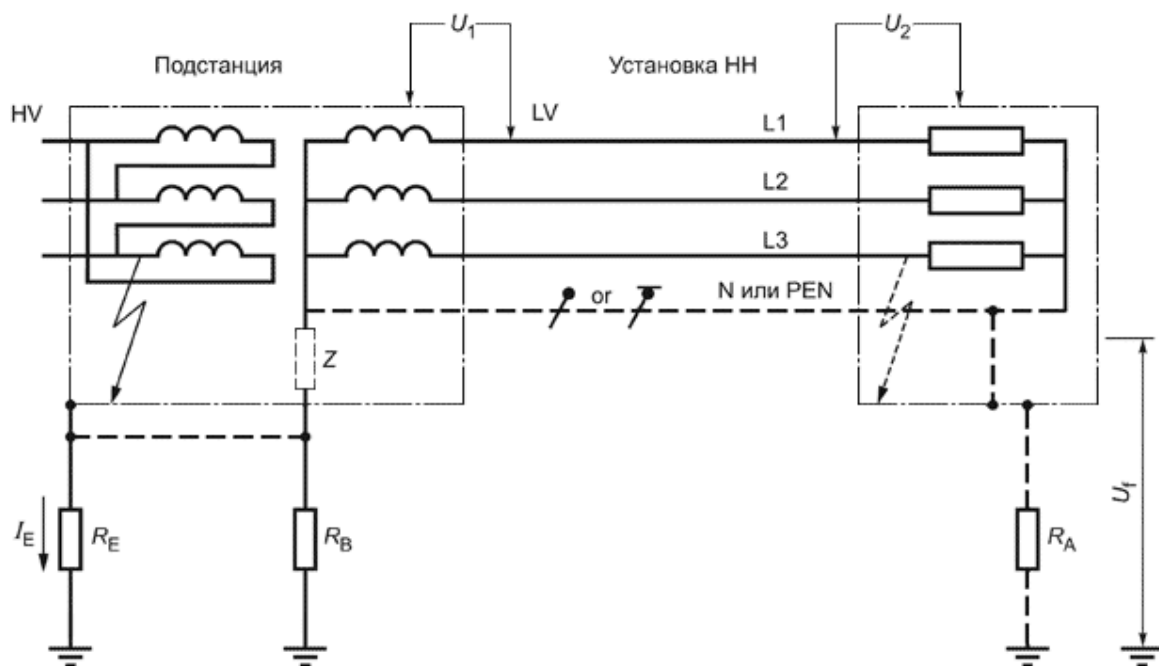 U1
U2
Подстанция
Установка НН
HV
LV
L1
L2
L3
or
N или PEN
Z
Uf
IE
RE
RB
RA